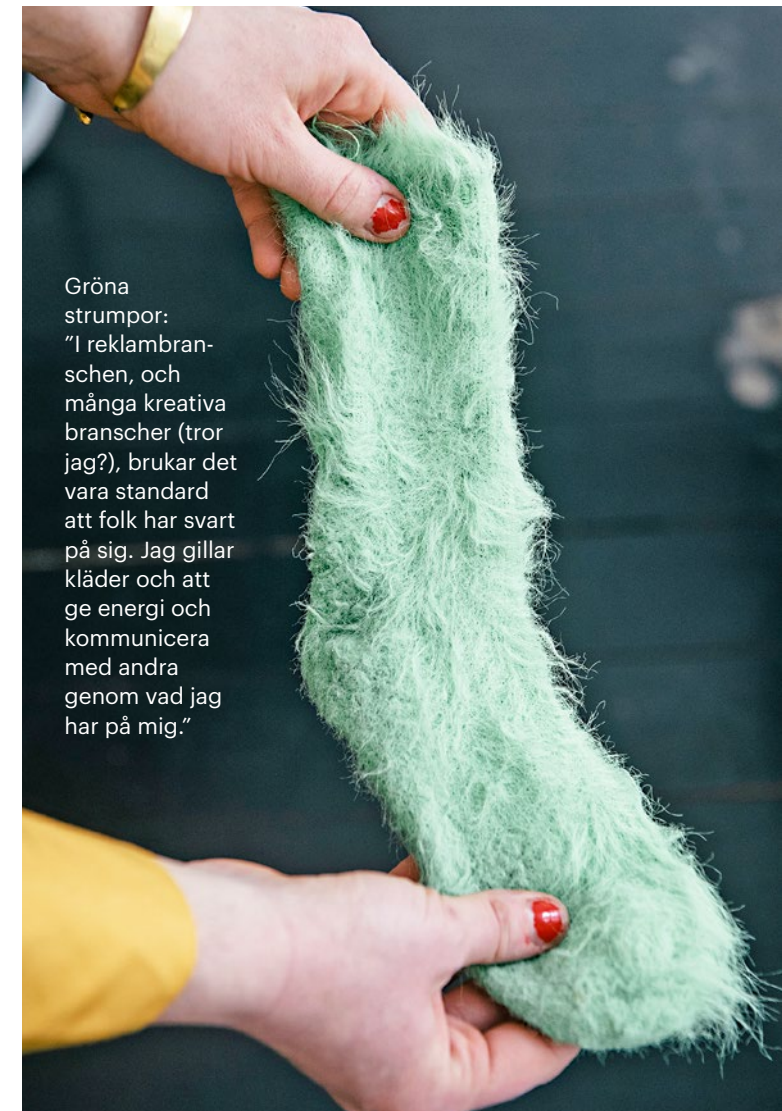 Gröna
strumpor:
”I reklambran-
schen, och
många kreativa
branscher (tror
jag?), brukar det
vara standard
att folk har svart
på sig. Jag gillar
kläder och att
ge energi och
kommunicera
med andra
genom vad jag
har på mig.”